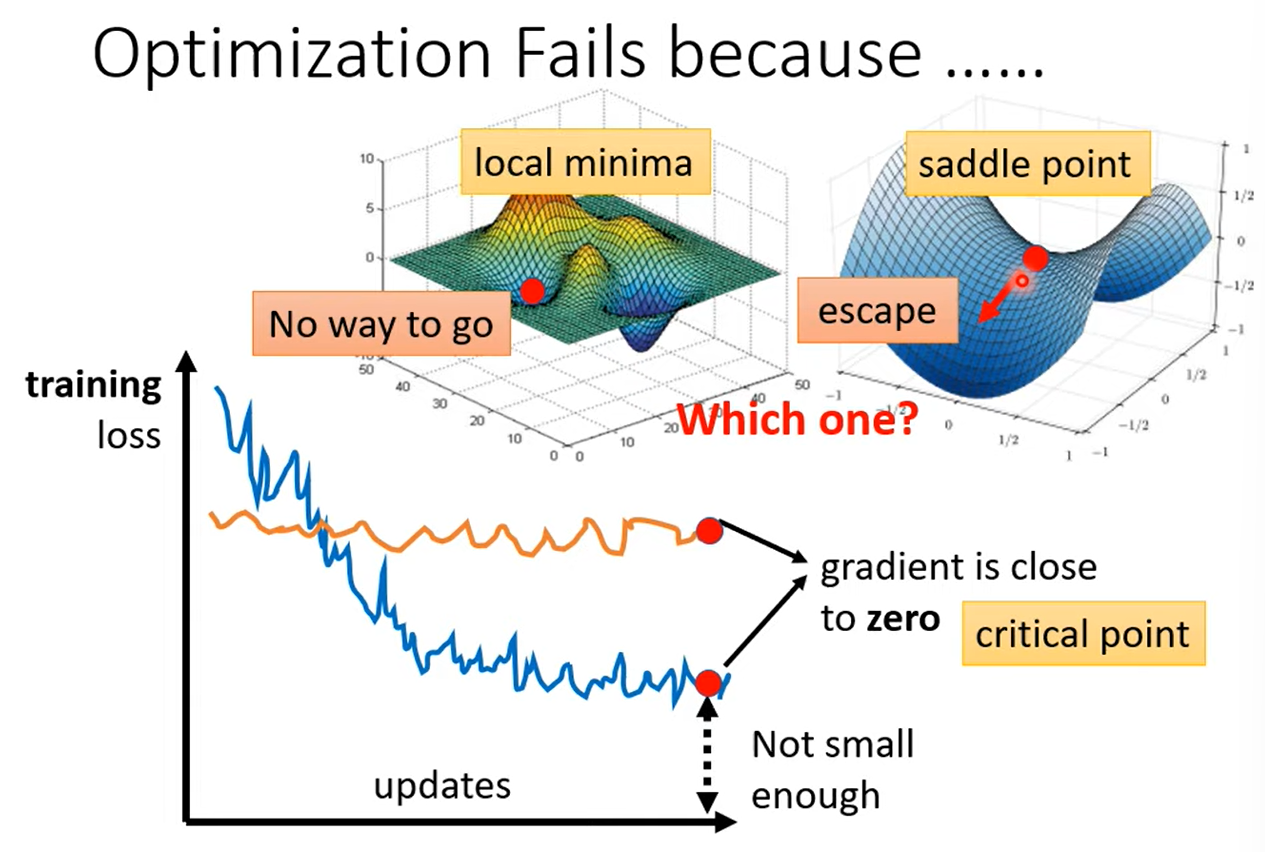 Optimization Fails because ……
local minima
saddle point
10
5
0
No way to go
escape
50
40
30
20
10
0
0
10
20
30
40
50
1
1/2
0
−1/2
−1
−1
−1/2
0
1/2
1
−1
−1/2
0
1/2
1
Which one?
training
loss
gradient is close
to zero
critical point
Not small
enough
updates